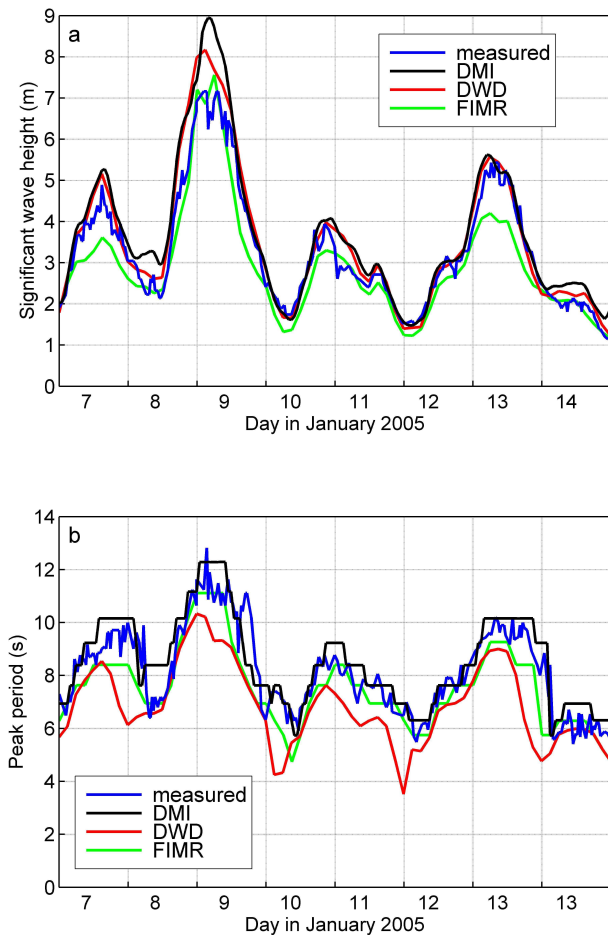 a
9
8
7
6
5
4
3
2
1
0
Significant wave height (m)
measured
DMI
DWD
FIMR
7 8 9 10 11 12 13 14
Day in January 2005
b
14
12
10
8
6
4
2
0
Peak period (s)
measured
DMI
DWD
FIMR
7 8 9 10 11 12 13 13
Day in January 2005